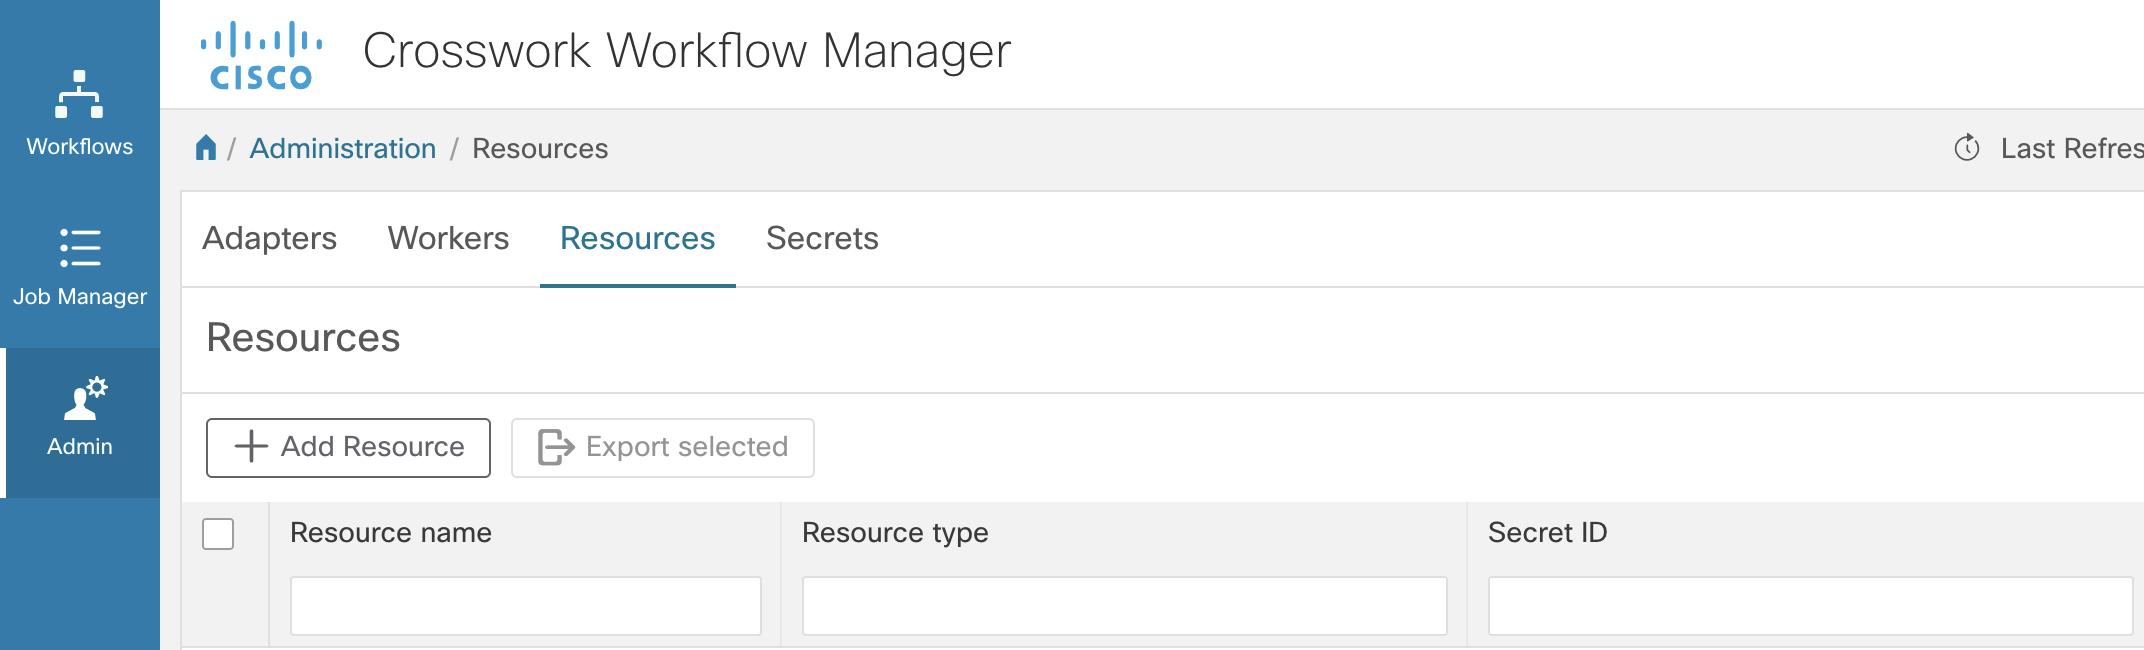 CISCO
Crosswork Workflow Manager
Workflows
Job Manager
Admin
/ Administration / Resources
Last Refres
Adapters Workers Resources Secrets
Resources
Add Resource Export selected
Resource name Resource type Secret ID